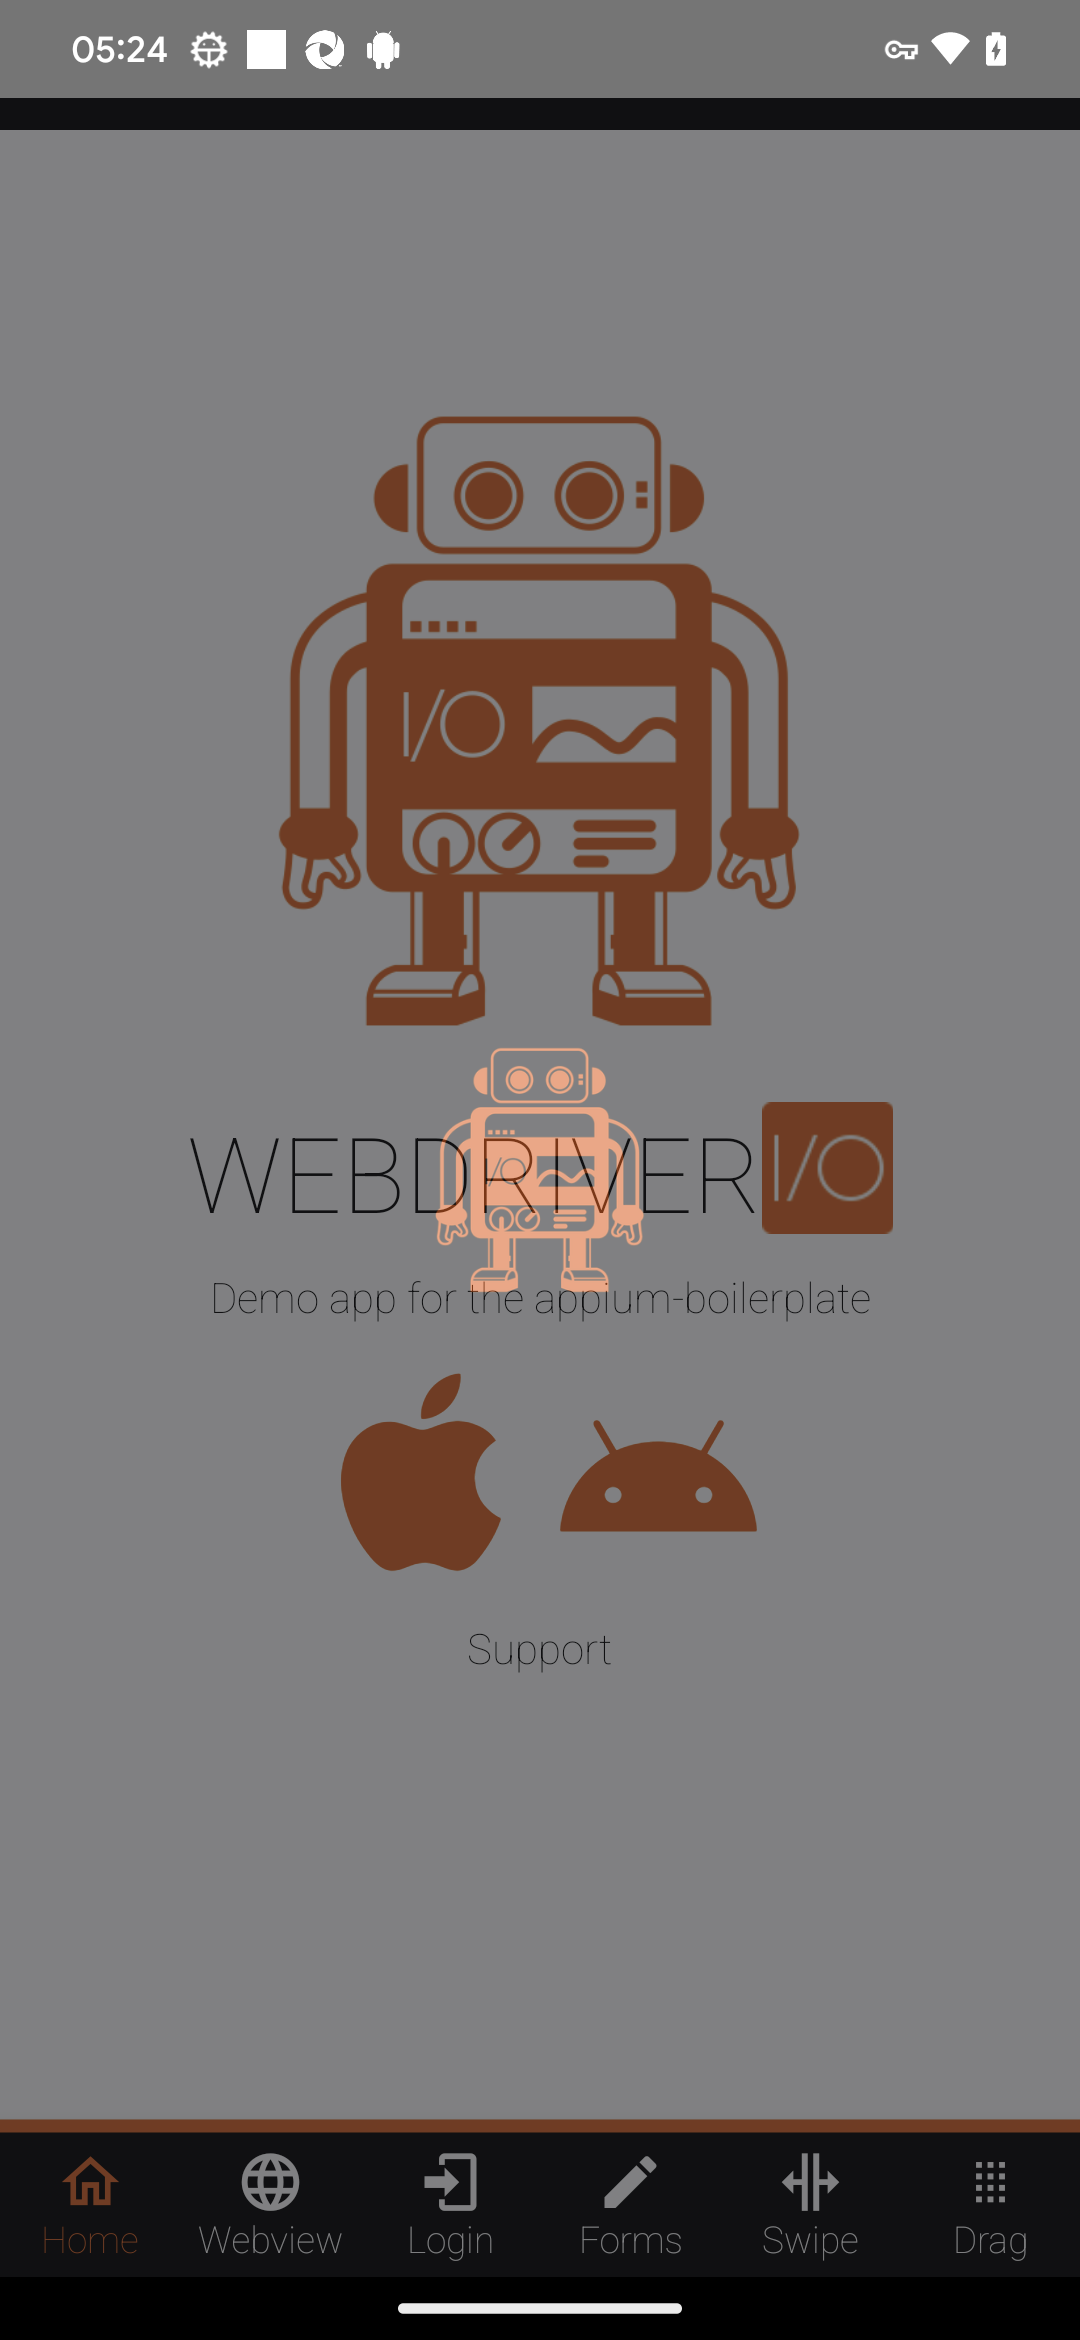 05:24
I/O
WEBDRIVER I/O
I/O
Demo app for the appium-boilerplate
Support
Home Webview Login Forms Swipe Drag